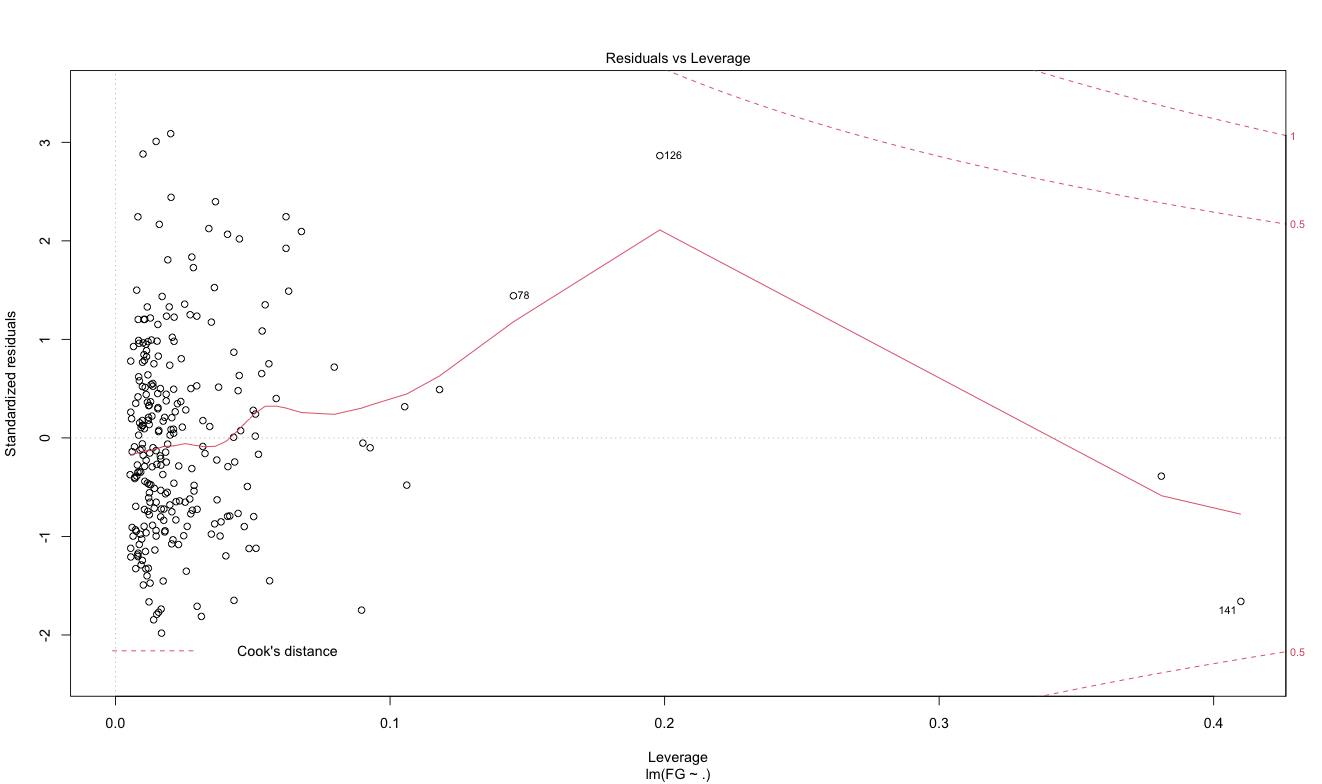 Residuals vs Leverage
Standardized residuals
3
2
1
0
-1
-2
126
78
141
1
0.5
0.5
Cook's distance
0.0 0.1 0.2 0.3 0.4
Leverage
lm(FG ~ .)